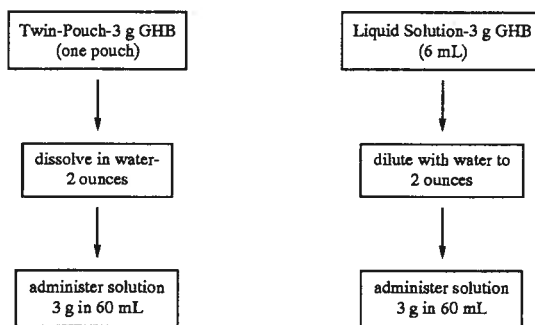 Twin-Pouch-3 g GHB
(one pouch)
dissolve in water-
2 ounces
administer solution
3 g in 60 mL
Liquid Solution-3 g GHB
(6 mL)
dilute with water to
2 ounces
administer solution
3 g in 60 mL